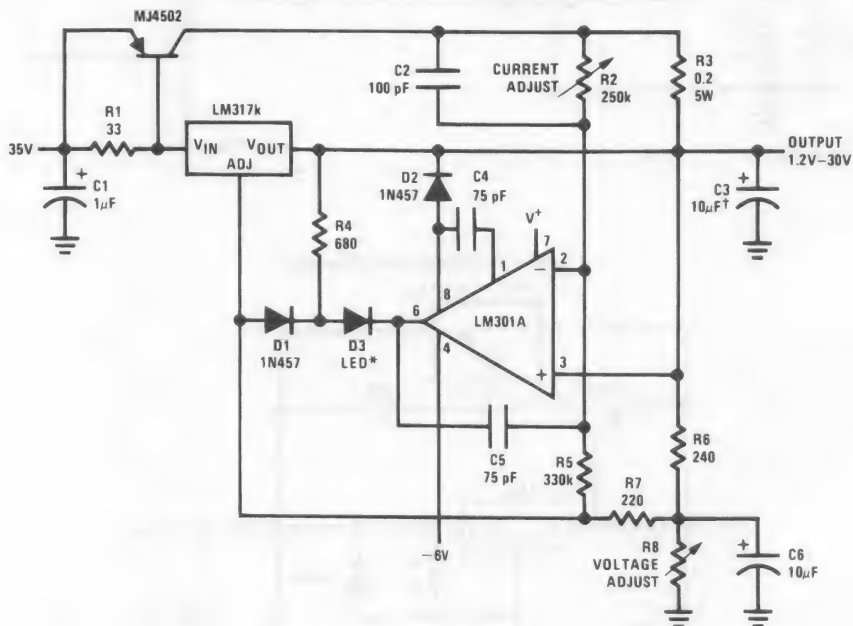 MJ4502
C2
100 pF
CURRENT
ADJUST
R2
250k
R3
0.2
5W
R1
33
LM317k
VIN
VOUT
ADJ
35V
OUTPUT
1.2V–30V
C1
1μF
+
D2
1N457
C4
75 pF
V+
C3
10μF†
+
R4
680
7
2
1
8
6
4
3
−
+
LM301A
D1
1N457
D3
LED*
C5
75 pF
R5
330k
R6
240
R7
220
−6V
R8
VOLTAGE
ADJUST
+
C6
10μF